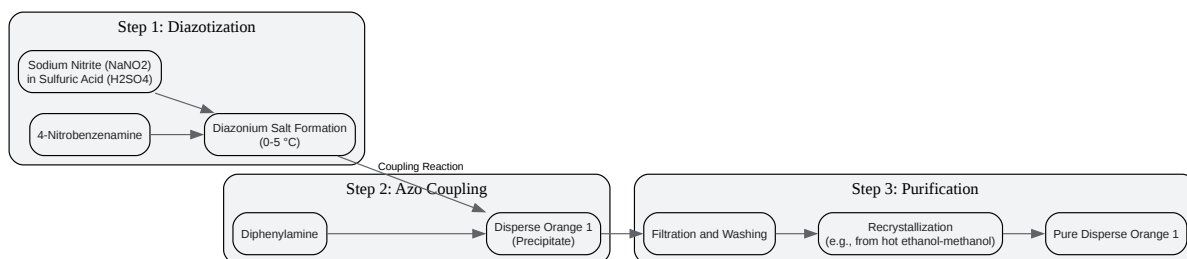 Step 1: Diazotization
Sodium Nitrite (NaNO2)
in Sulfuric Acid (H2SO4)
4-Nitrobenzenamine
Diazonium Salt Formation
(0-5 °C)
Coupling Reaction
Step 2: Azo Coupling
Diphenylamine
Disperse Orange 1
(Precipitate)
Step 3: Purification
Filtration and Washing
Recrystallization
(e.g., from hot ethanol-methanol)
Pure Disperse Orange 1